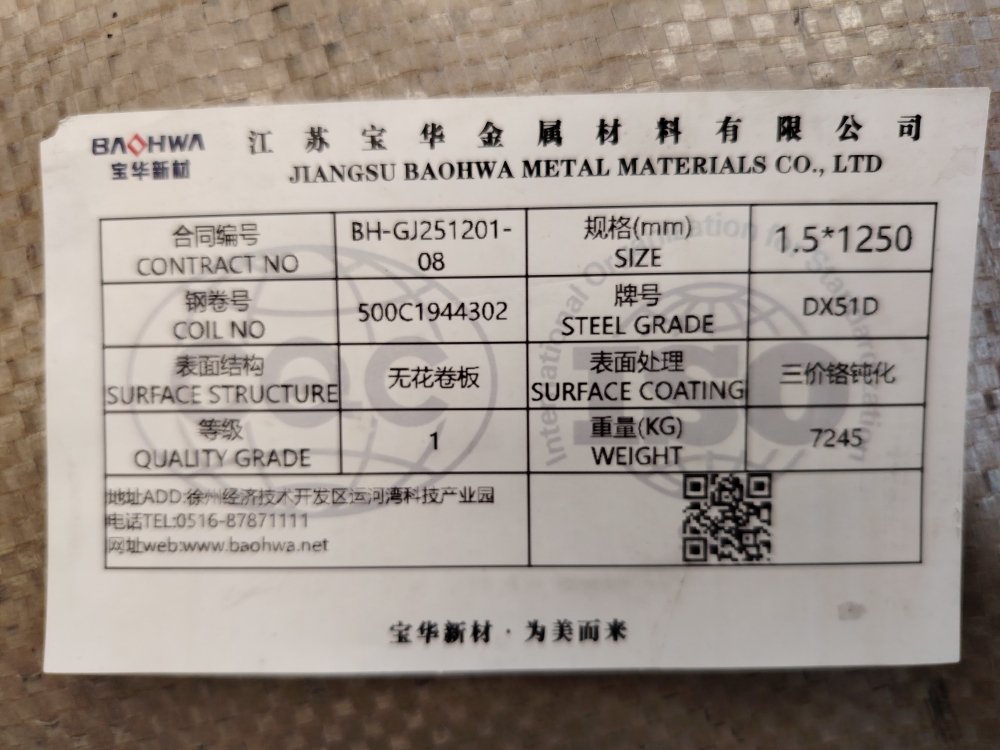 BAOHWA
宝华新材
江苏宝华金属材料有限公司
JIANGSU BAOHWA METAL MATERIALS CO., LTD
合同编号
CONTRACT NO
BH-GJ251201-
08
规格(mm)
SIZE
1.5*1250
钢卷号
COIL NO
500C1944302
牌号
STEEL GRADE
DX51D
表面结构
SURFACE STRUCTURE
无花卷板
表面处理
SURFACE COATING
三价铬钝化
等级
QUALITY GRADE
1
重量(KG)
WEIGHT
7245
地址ADD:徐州经济技术开发区运河湾科技产业园
电话TEL:0516-87871111
网址web:www.baohwa.net
QC
International Organization for Standardization
ISO
宝华新材·为美而来